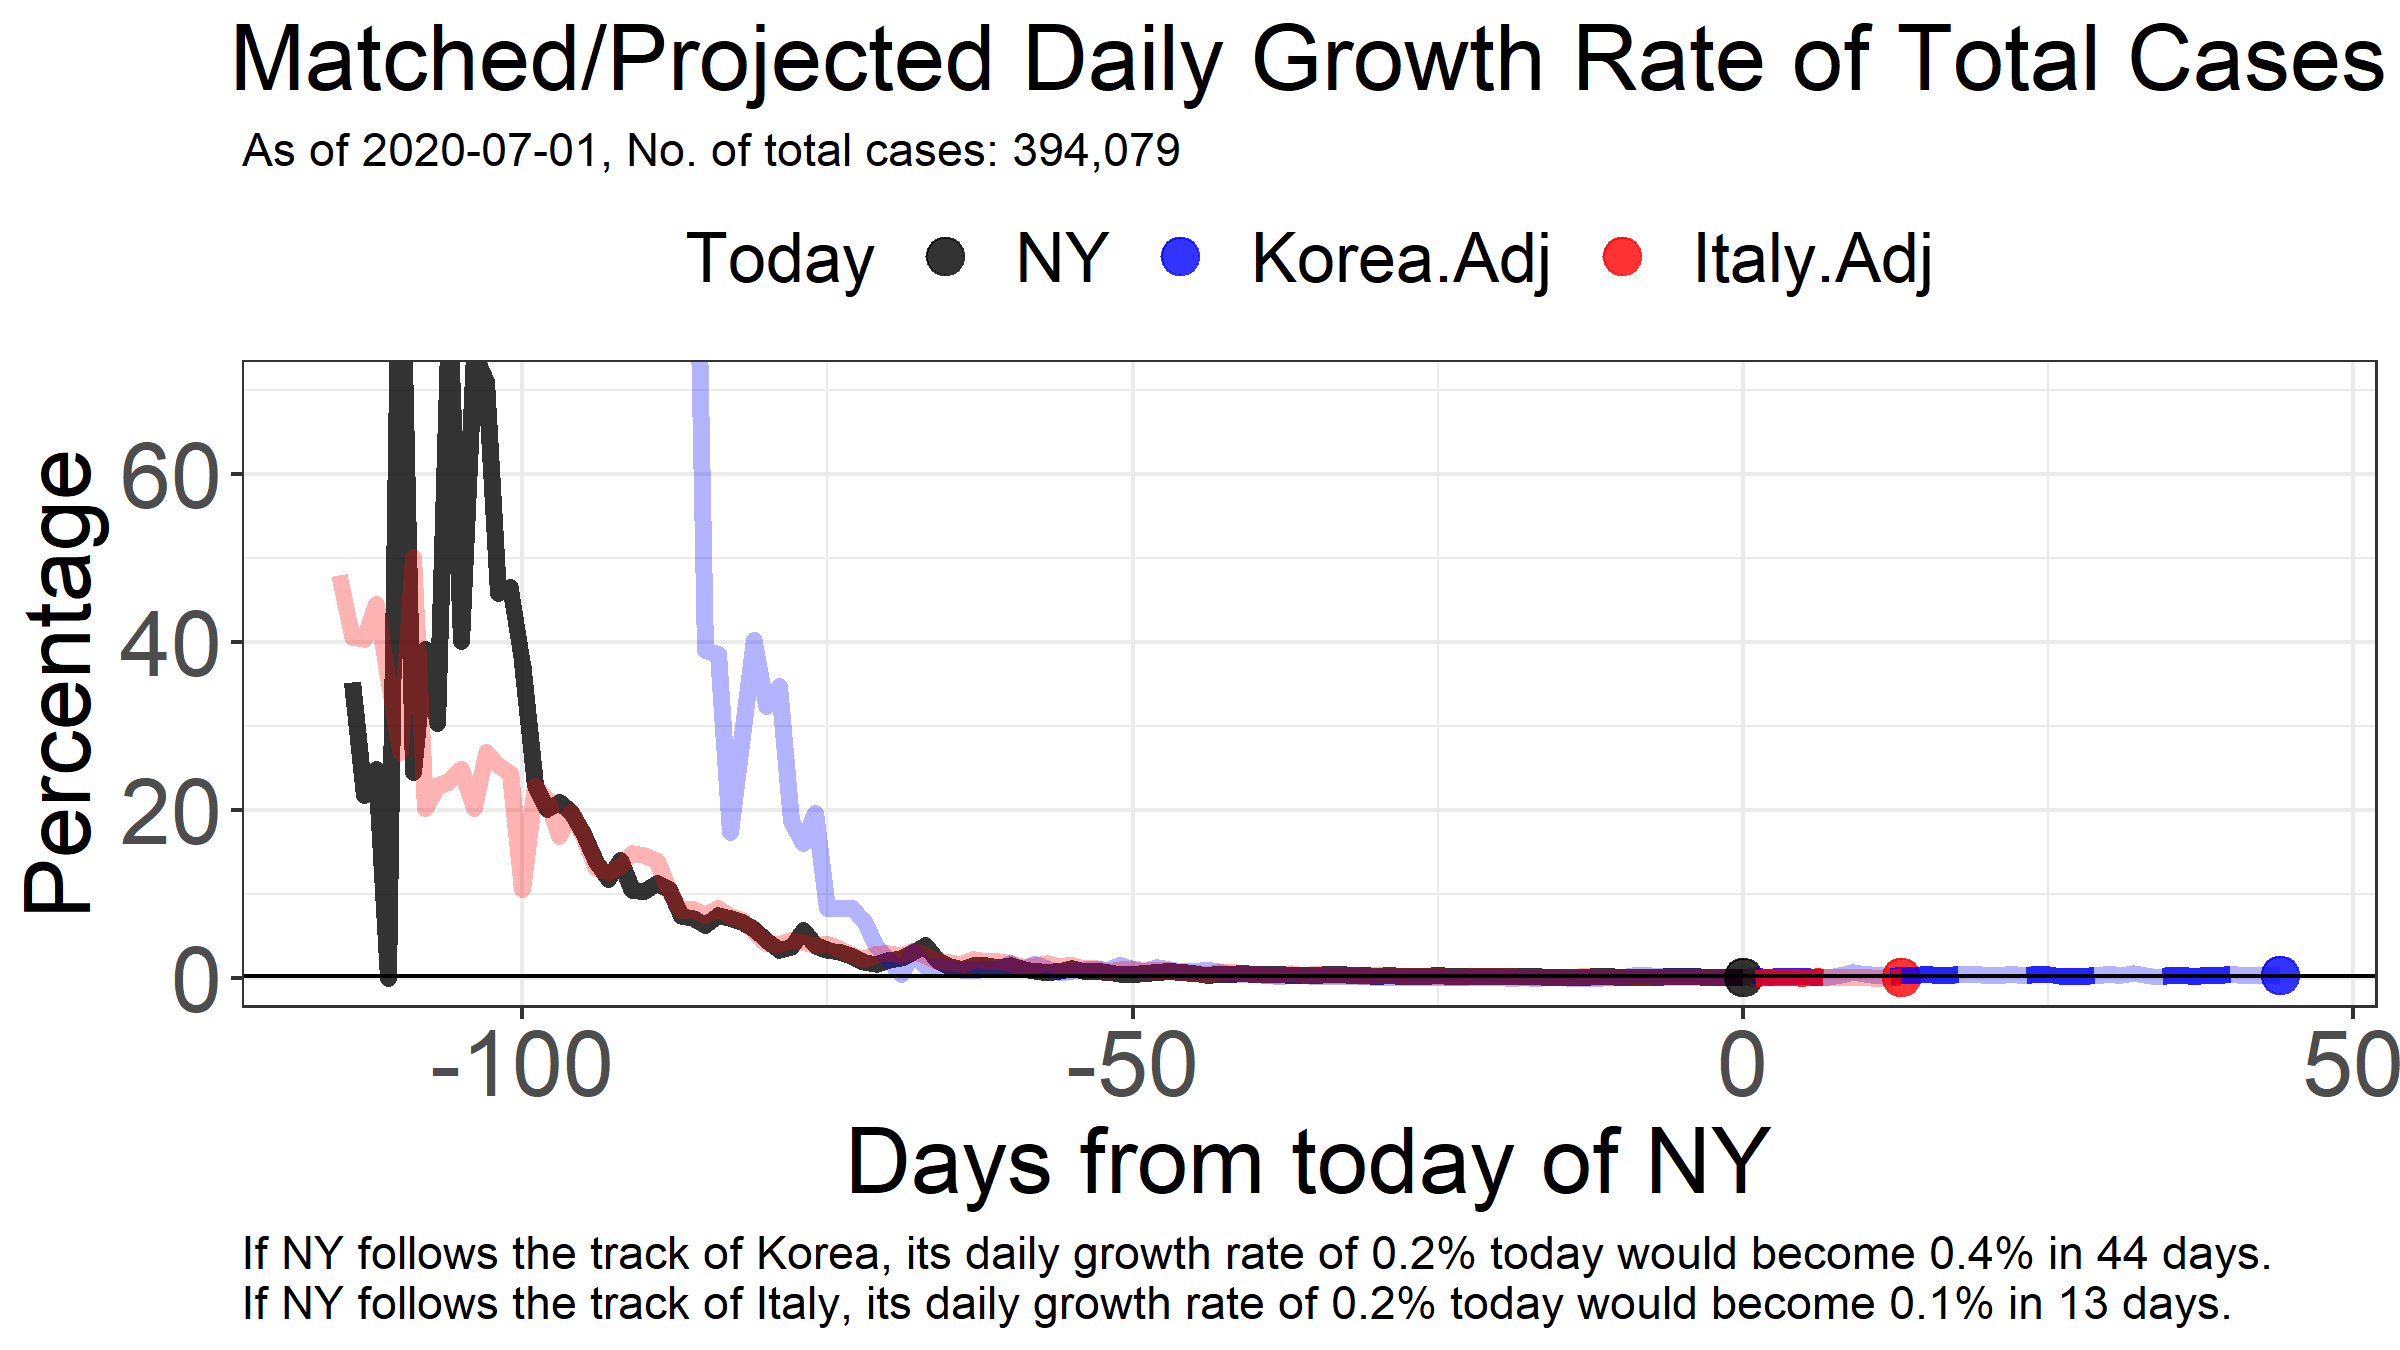 Matched/Projected Daily Growth Rate of Total Cases
As of 2020-07-01, No. of total cases: 394,079
Today NY Korea.Adj Italy.Adj
Percentage
60
40
20
0
-100 -50 0 50
Days from today of NY
If NY follows the track of Korea, its daily growth rate of 0.2% today would become 0.4% in 44 days.
If NY follows the track of Italy, its daily growth rate of 0.2% today would become 0.1% in 13 days.